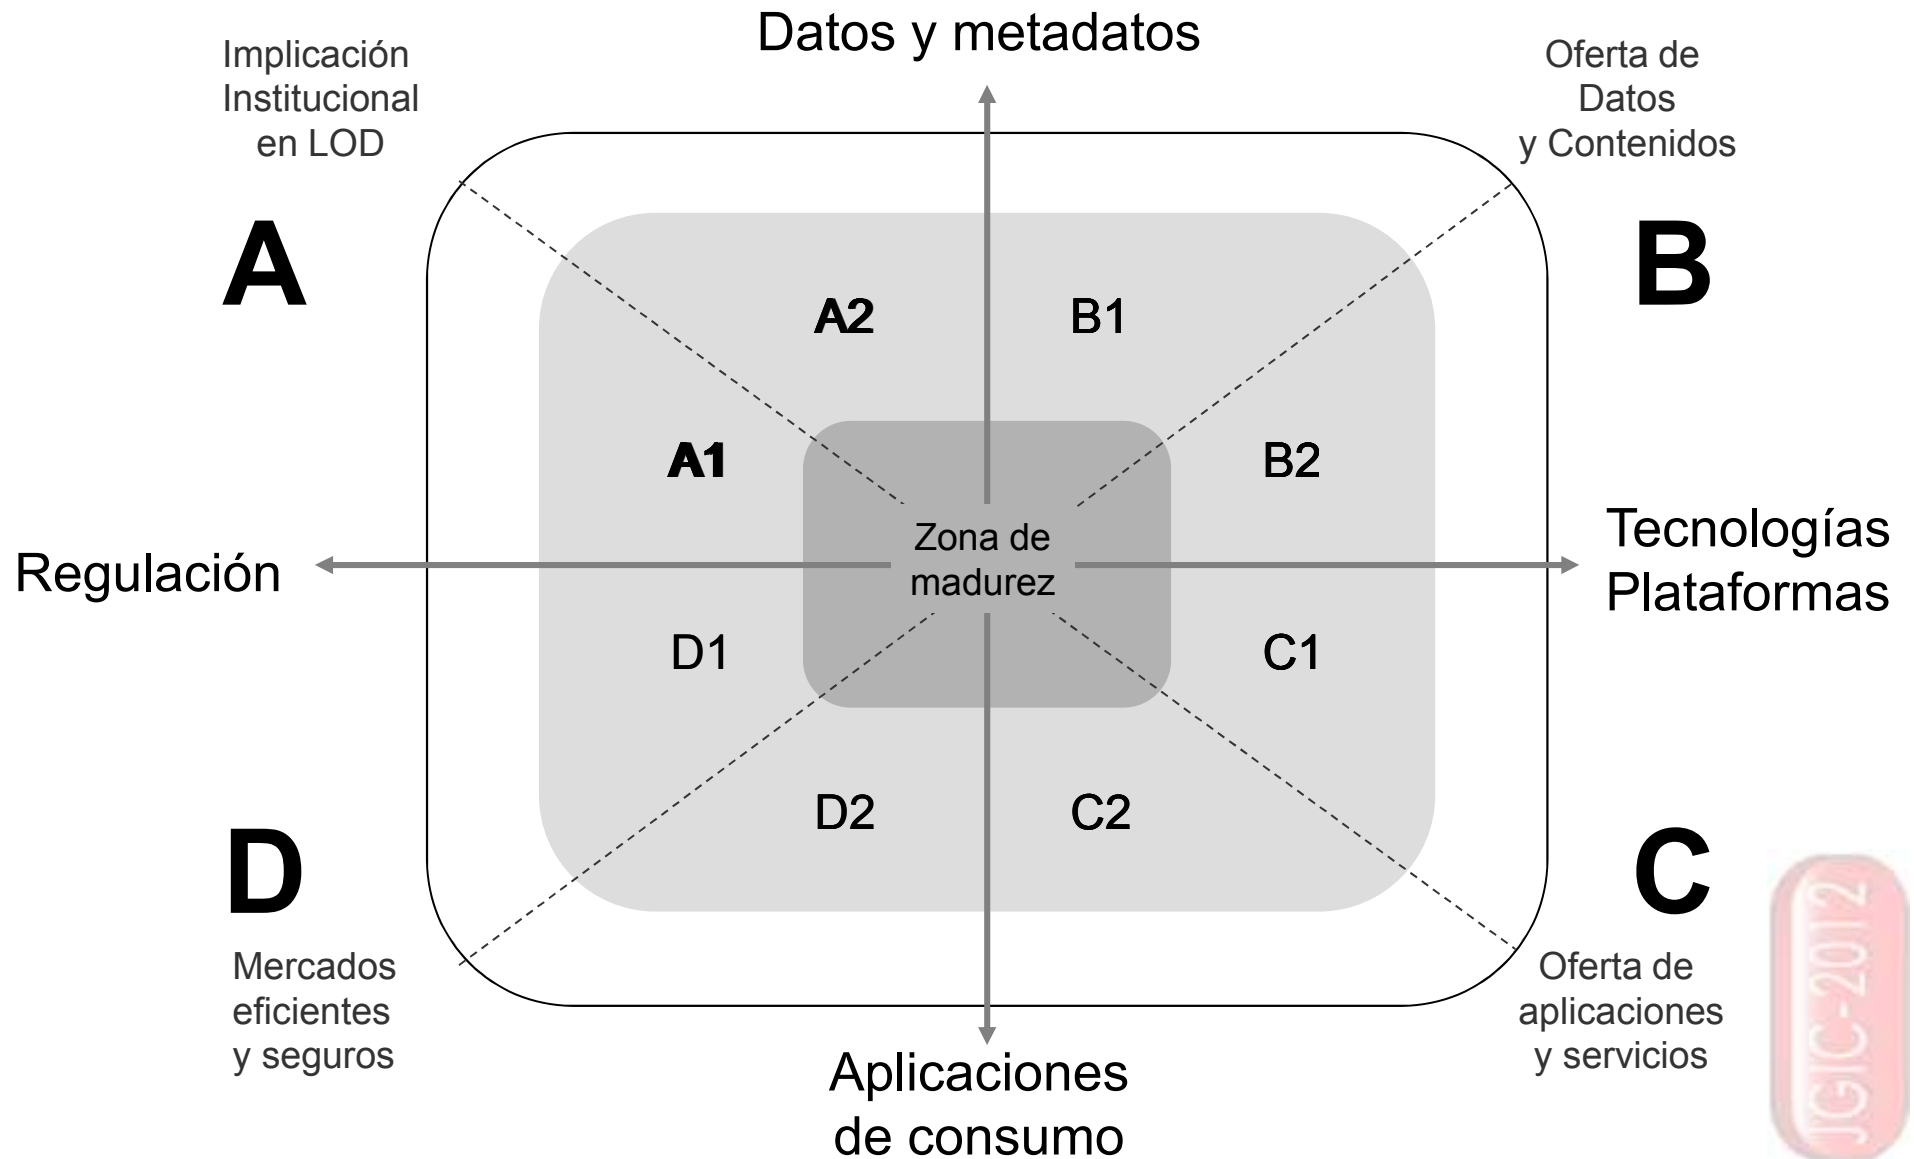 Datos y metadatos
Implicación
Institucional
en LOD
Oferta de
Datos
y Contenidos
A
B
A2
B1
A1
B2
Regulación
Zona de
madurez
Tecnologías
Plataformas
D1
C1
D2
C2
D
C
Mercados
eficientes
y seguros
Oferta de
aplicaciones
y servicios
Aplicaciones
de consumo
JGIC-2012